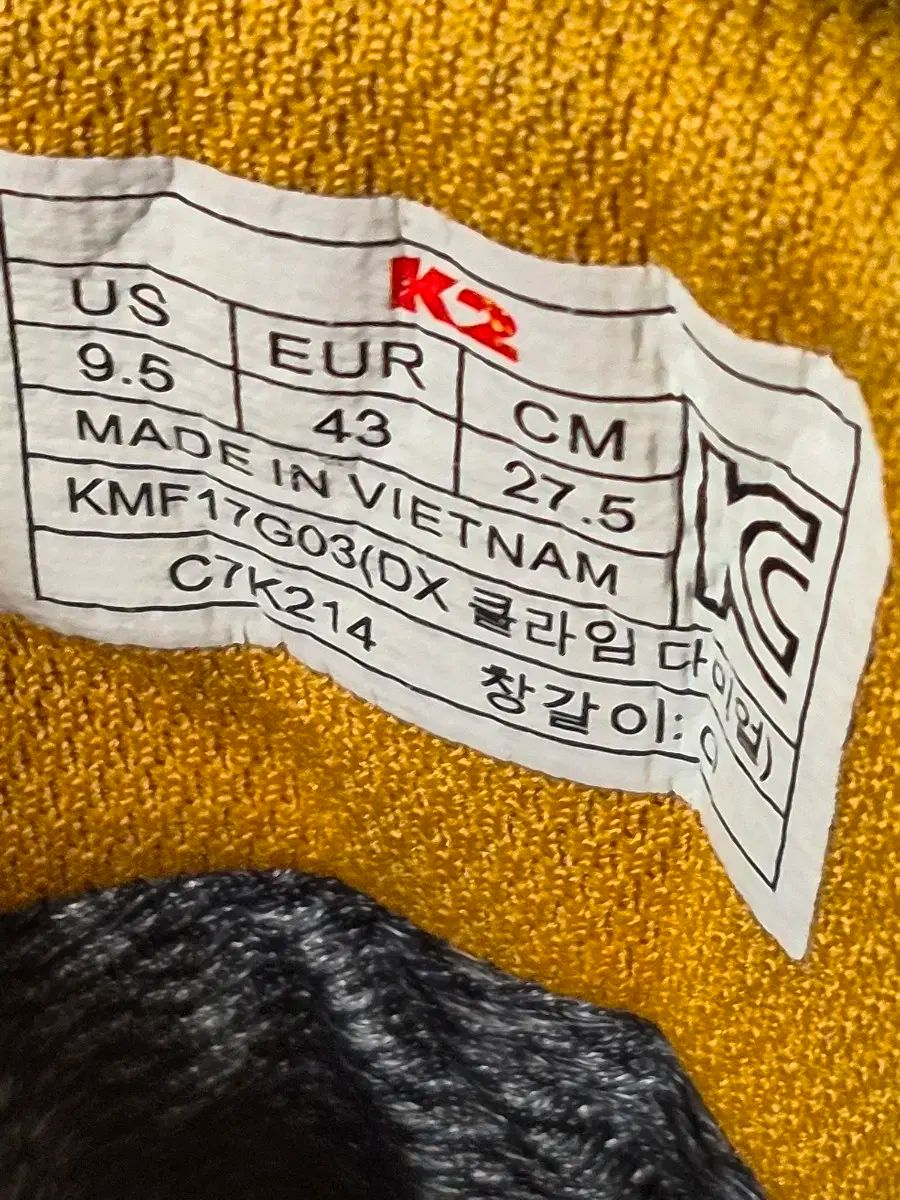 K2
US EUR CM
9.5 43 27.5
MADE IN VIETNAM
KMF17G03(DX 클라임 다이얼)
C7K214 창갈이: O